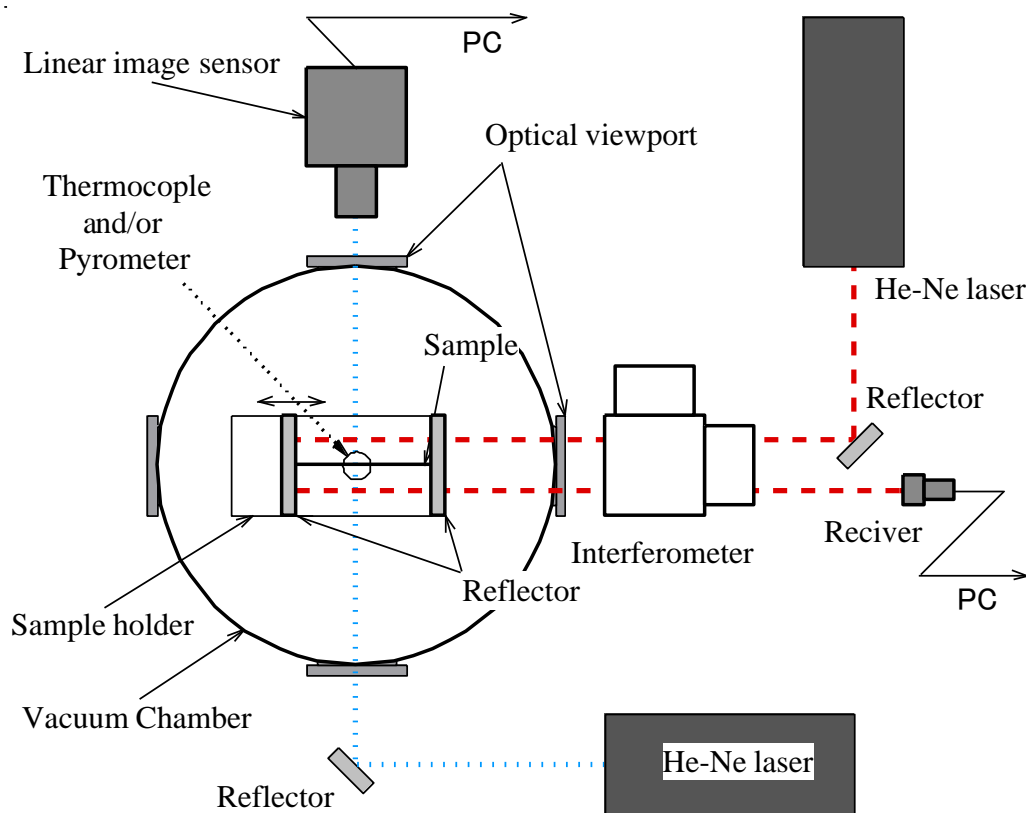 PC
Linear image sensor
Optical viewport
Thermocople
and/or
Pyrometer
He-Ne laser
Sample
Reflector
Reciver
Interferometer
PC
Reflector
Sample holder
Vacuum Chamber
He-Ne laser
Reflector